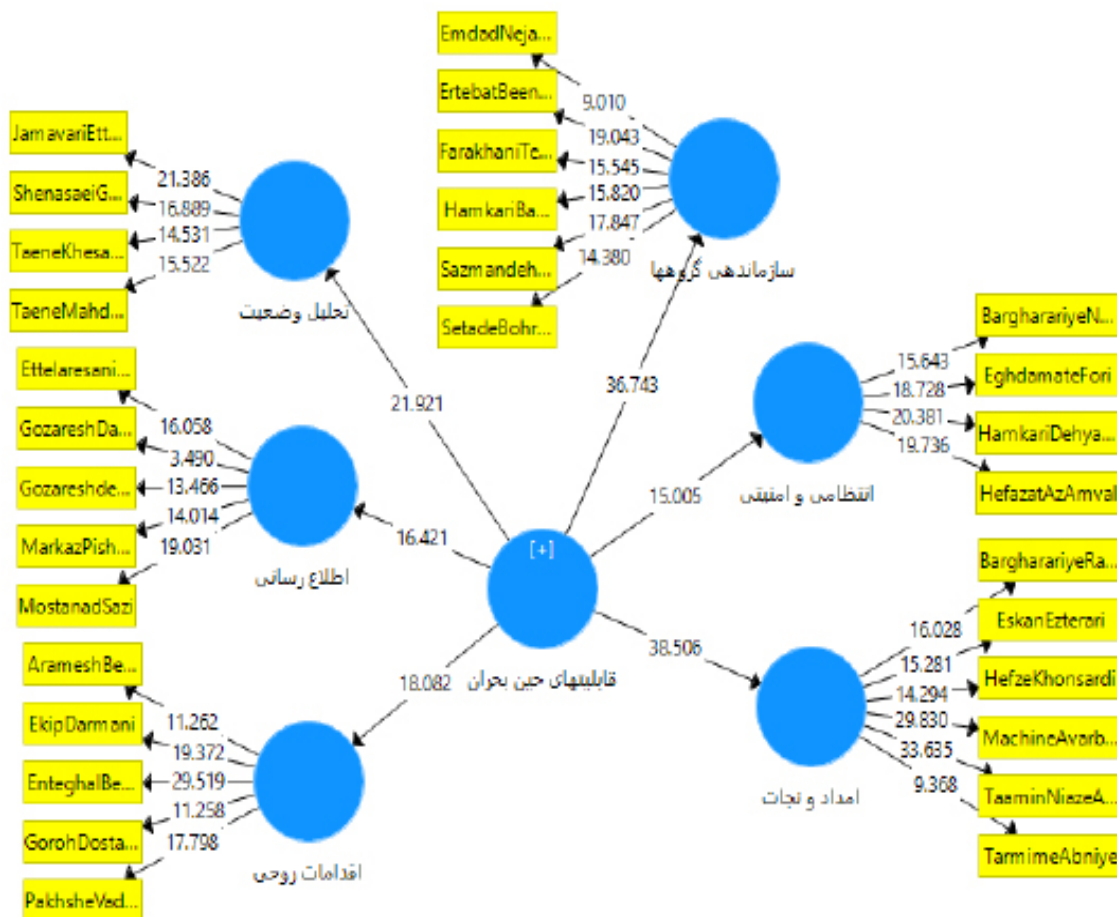 EmdadNeja...
ErtebatBeen...
FarakhaniTe...
HamkariBa...
Sazmandeh...
SetadeBohr...
9.010
19.043
15.545
15.820
17.847
14.380
سازماندهی گروهها
JamavariEtt...
ShenasaeiG...
TaeneKhesa...
TaeneMahd...
21.386
16.889
14.531
15.522
تحلیل وضعیت
Ettelaresani...
GozareshDa...
Gozareshde...
MarkazPish...
MostanadSazi
16.058
3.490
13.466
14.014
19.031
اطلاع رسانی
ArameshBe...
EkipDarmani
EnteghalBe...
GorohDosta...
PakhsheVad...
11.262
19.372
29.519
11.258
17.798
اقدامات روحی
21.921
16.421
18.082
36.743
15.005
38.506
[+]
قابلیتهای حین بحران
BargharariyeN...
EghdamateFori
HamkariDehya...
HefazatAzAmval
15.643
18.728
20.381
19.736
انتظامی و امنیتی
BargharariyeRa...
EskanEzterari
HefzeKhonsardi
MachineAvarb...
TaaminNiazeA...
TarmimeAbniye
16.028
15.281
14.294
29.830
33.635
9.368
امداد و نجات